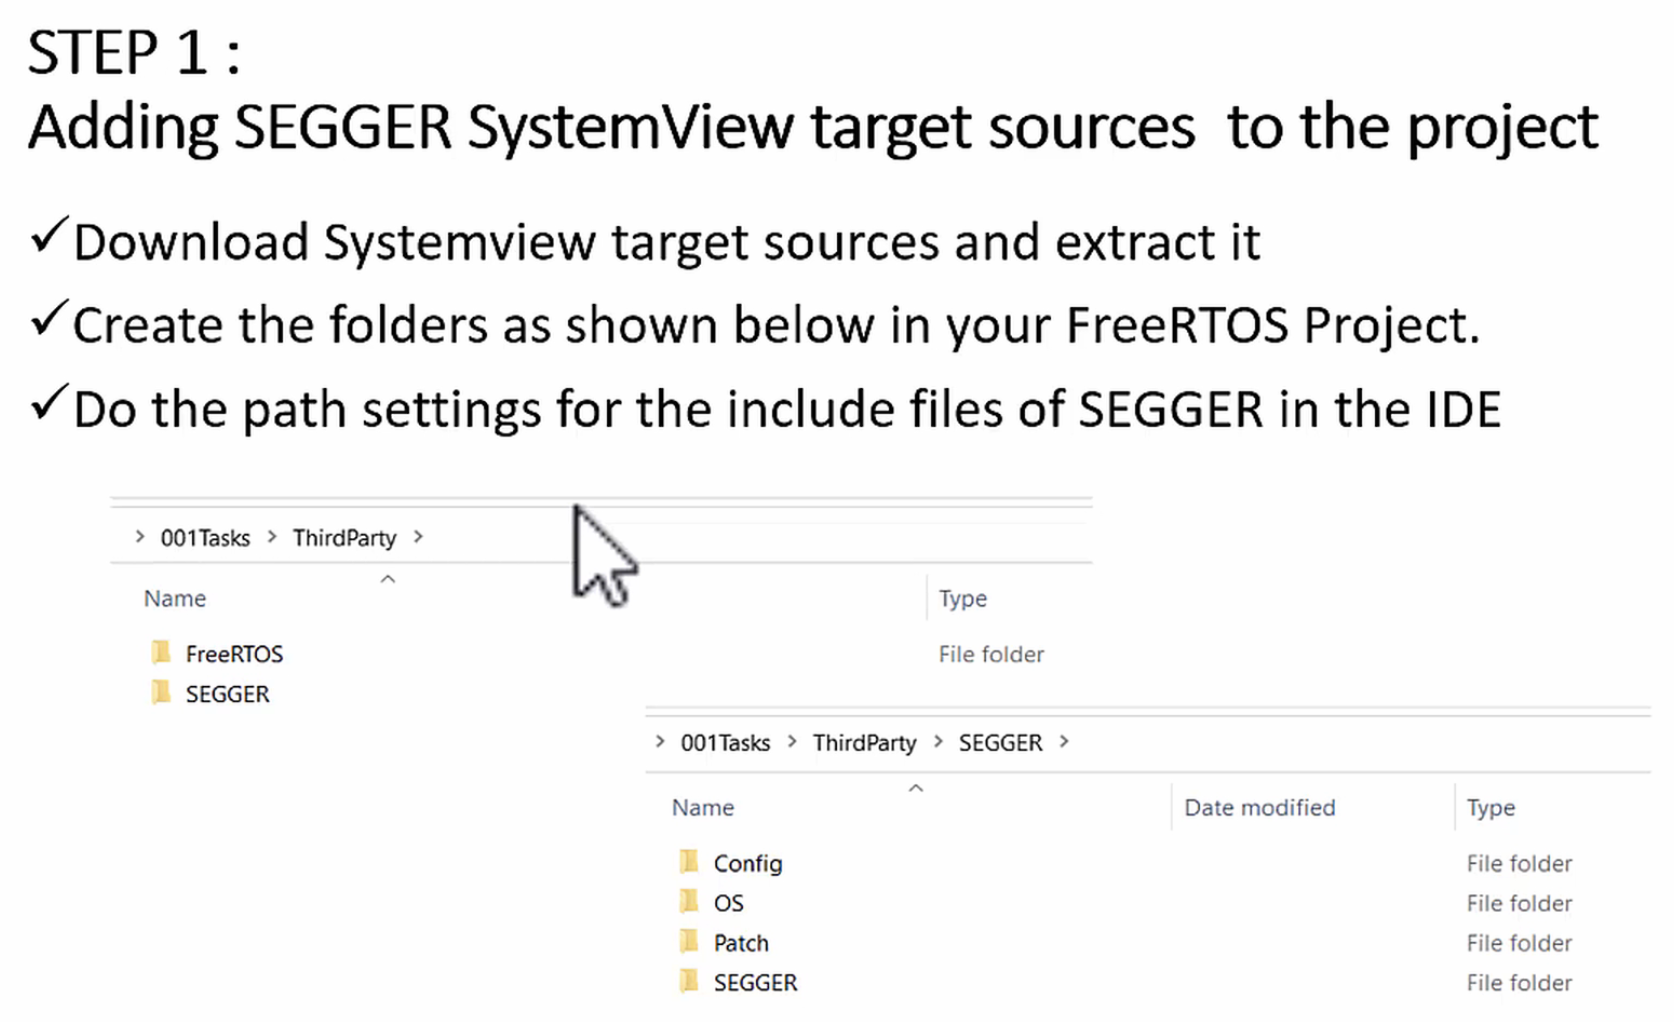 STEP 1 :
Adding SEGGER SystemView target sources  to the project
✓Download Systemview target sources and extract it
✓Create the folders as shown below in your FreeRTOS Project.
✓Do the path settings for the include files of SEGGER in the IDE
> 001Tasks > ThirdParty >
Name Type
FreeRTOS File folder
SEGGER
> 001Tasks > ThirdParty > SEGGER >
Name Date modified Type
Config File folder
OS File folder
Patch File folder
SEGGER File folder